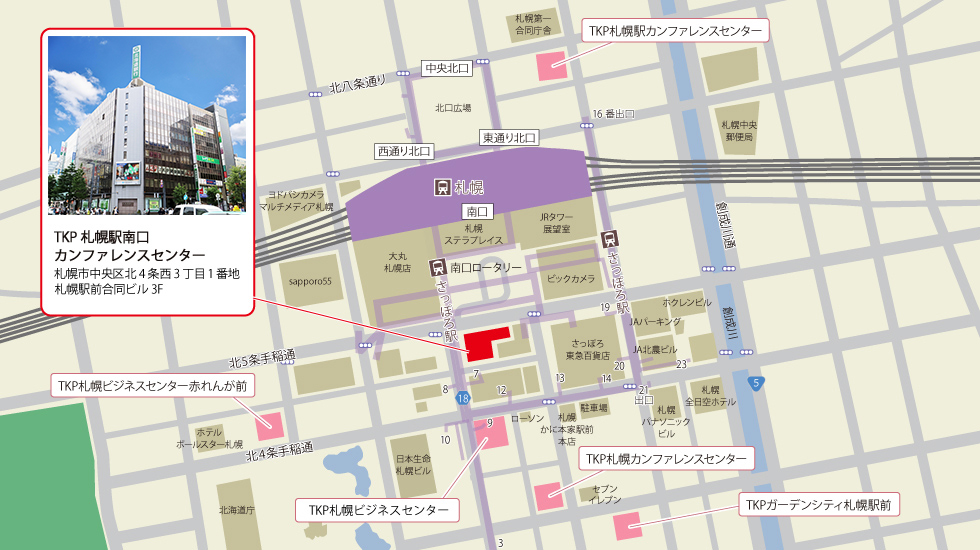 札幌第一
合同庁舎
TKP札幌駅カンファレンスセンター
中央北口
北八条通り
北口広場
16 番出口
札幌中央
郵便局
東通り北口
西通り北口
札幌
ヨドバシカメラ
マルチメディア札幌
南口
JRタワー
展望室
札幌
ステラプレイス
創成川通
TKP 札幌駅南口
カンファレンスセンター
札幌市中央区北４条西３丁目１番地
札幌駅前合同ビル 3F
大丸
札幌店
南口ロータリー
さっぽろ駅
さっぽろ駅
sapporo55
ビックカメラ
19
ホクレンビル
JAパーキング
創成川
さっぽろ
東急百貨店
JA北農ビル
北5条手稲通
20
23
7
13
14
5
TKP札幌ビジネスセンター赤れんが前
8
12
21
出口
札幌
全日空ホテル
18
駐車場
ローソン
札幌
かに本家駅前
本店
札幌
パナソニック
ビル
9
10
ホテル
ポールスター札幌
北4条手稲通
日本生命
札幌ビル
TKP札幌カンファレンスセンター
セブン
イレブン
北海道庁
TKP札幌ビジネスセンター
TKPガーデンシティ札幌駅前
3